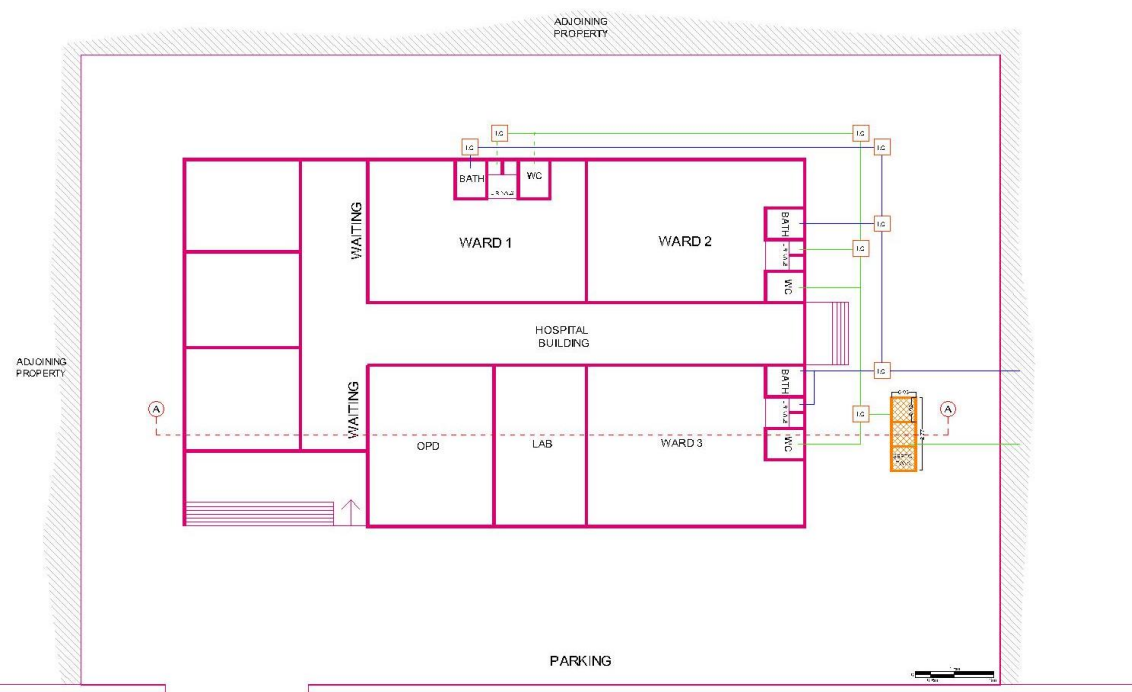 ADJOINING
PROPERTY
I.C
I.C
I.C
I.C
BATH
WC
WAITING
WARD 1
WARD 2
BATH
I.C
I.C
WC
HOSPITAL
BUILDING
ADJOINING
PROPERTY
BATH
I.C
A
WAITING
I.C
A
OPD
LAB
WARD 3
WC
PARKING